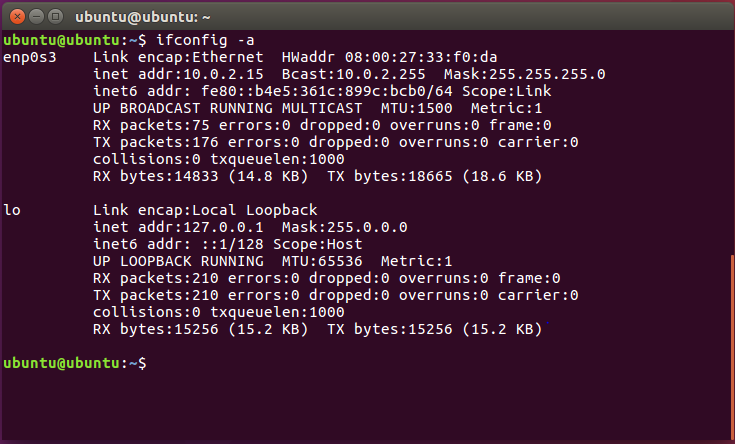 ubuntu@ubuntu: ~
ubuntu@ubuntu:~$ ifconfig -a
enp0s3    Link encap:Ethernet  HWaddr 08:00:27:33:f0:da
          inet addr:10.0.2.15  Bcast:10.0.2.255  Mask:255.255.255.0
          inet6 addr: fe80::b4e5:361c:899c:bcb0/64 Scope:Link
          UP BROADCAST RUNNING MULTICAST  MTU:1500  Metric:1
          RX packets:75 errors:0 dropped:0 overruns:0 frame:0
          TX packets:176 errors:0 dropped:0 overruns:0 carrier:0
          collisions:0 txqueuelen:1000
          RX bytes:14833 (14.8 KB)  TX bytes:18665 (18.6 KB)
lo        Link encap:Local Loopback
          inet addr:127.0.0.1  Mask:255.0.0.0
          inet6 addr: ::1/128 Scope:Host
          UP LOOPBACK RUNNING  MTU:65536  Metric:1
          RX packets:210 errors:0 dropped:0 overruns:0 frame:0
          TX packets:210 errors:0 dropped:0 overruns:0 carrier:0
          collisions:0 txqueuelen:1000
          RX bytes:15256 (15.2 KB)  TX bytes:15256 (15.2 KB)
ubuntu@ubuntu:~$